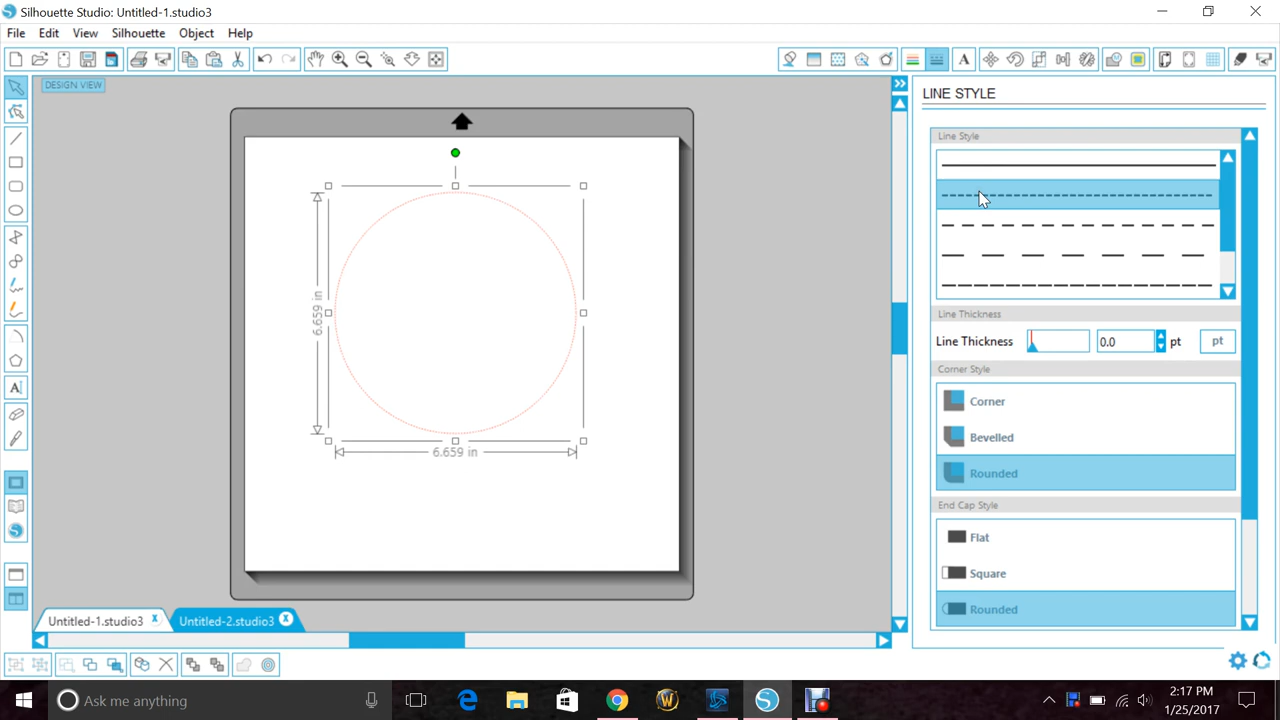 Silhouette Studio: Untitled-1.studio3
File Edit View Silhouette Object Help
DESIGN VIEW
LINE STYLE
Line Style
Line Thickness
Line Thickness 0.0 pt pt
Corner Style
Corner
Bevelled
Rounded
End Cap Style
Flat
Square
Rounded
6.659 in
6.659 in
Untitled-1.studio3 x Untitled-2.studio3 x
Ask me anything
2:17 PM
1/25/2017